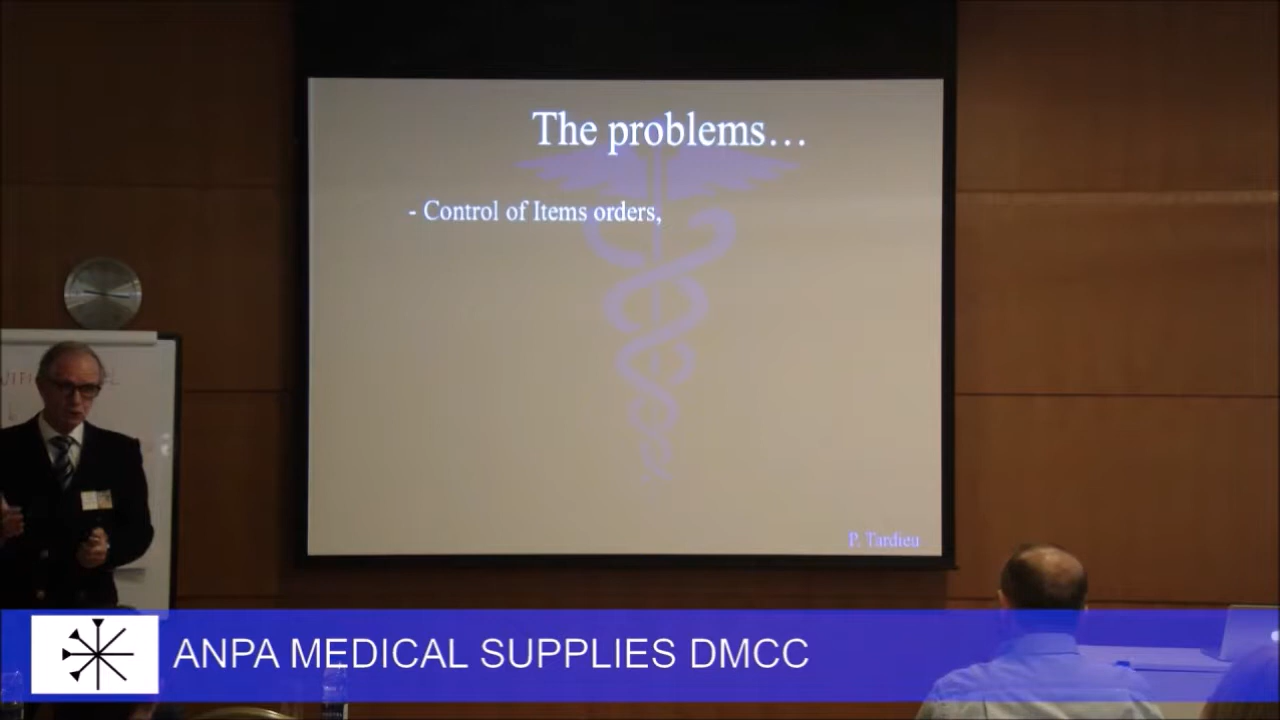 The problems...
- Control of Items orders,
P. Tardieu
ANPA MEDICAL SUPPLIES DMCC